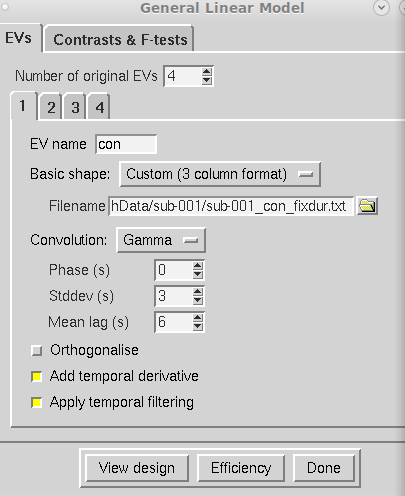 General Linear Model
EVs Contrasts & F-tests
Number of original EVs 4
1 2 3 4
EV name con
Basic shape: Custom (3 column format)
Filename hData/sub-001/sub-001_con_fixdur.txt
Convolution: Gamma
Phase (s) 0
Stddev (s) 3
Mean lag (s) 6
Orthogonalise
Add temporal derivative
Apply temporal filtering
View design Efficiency Done